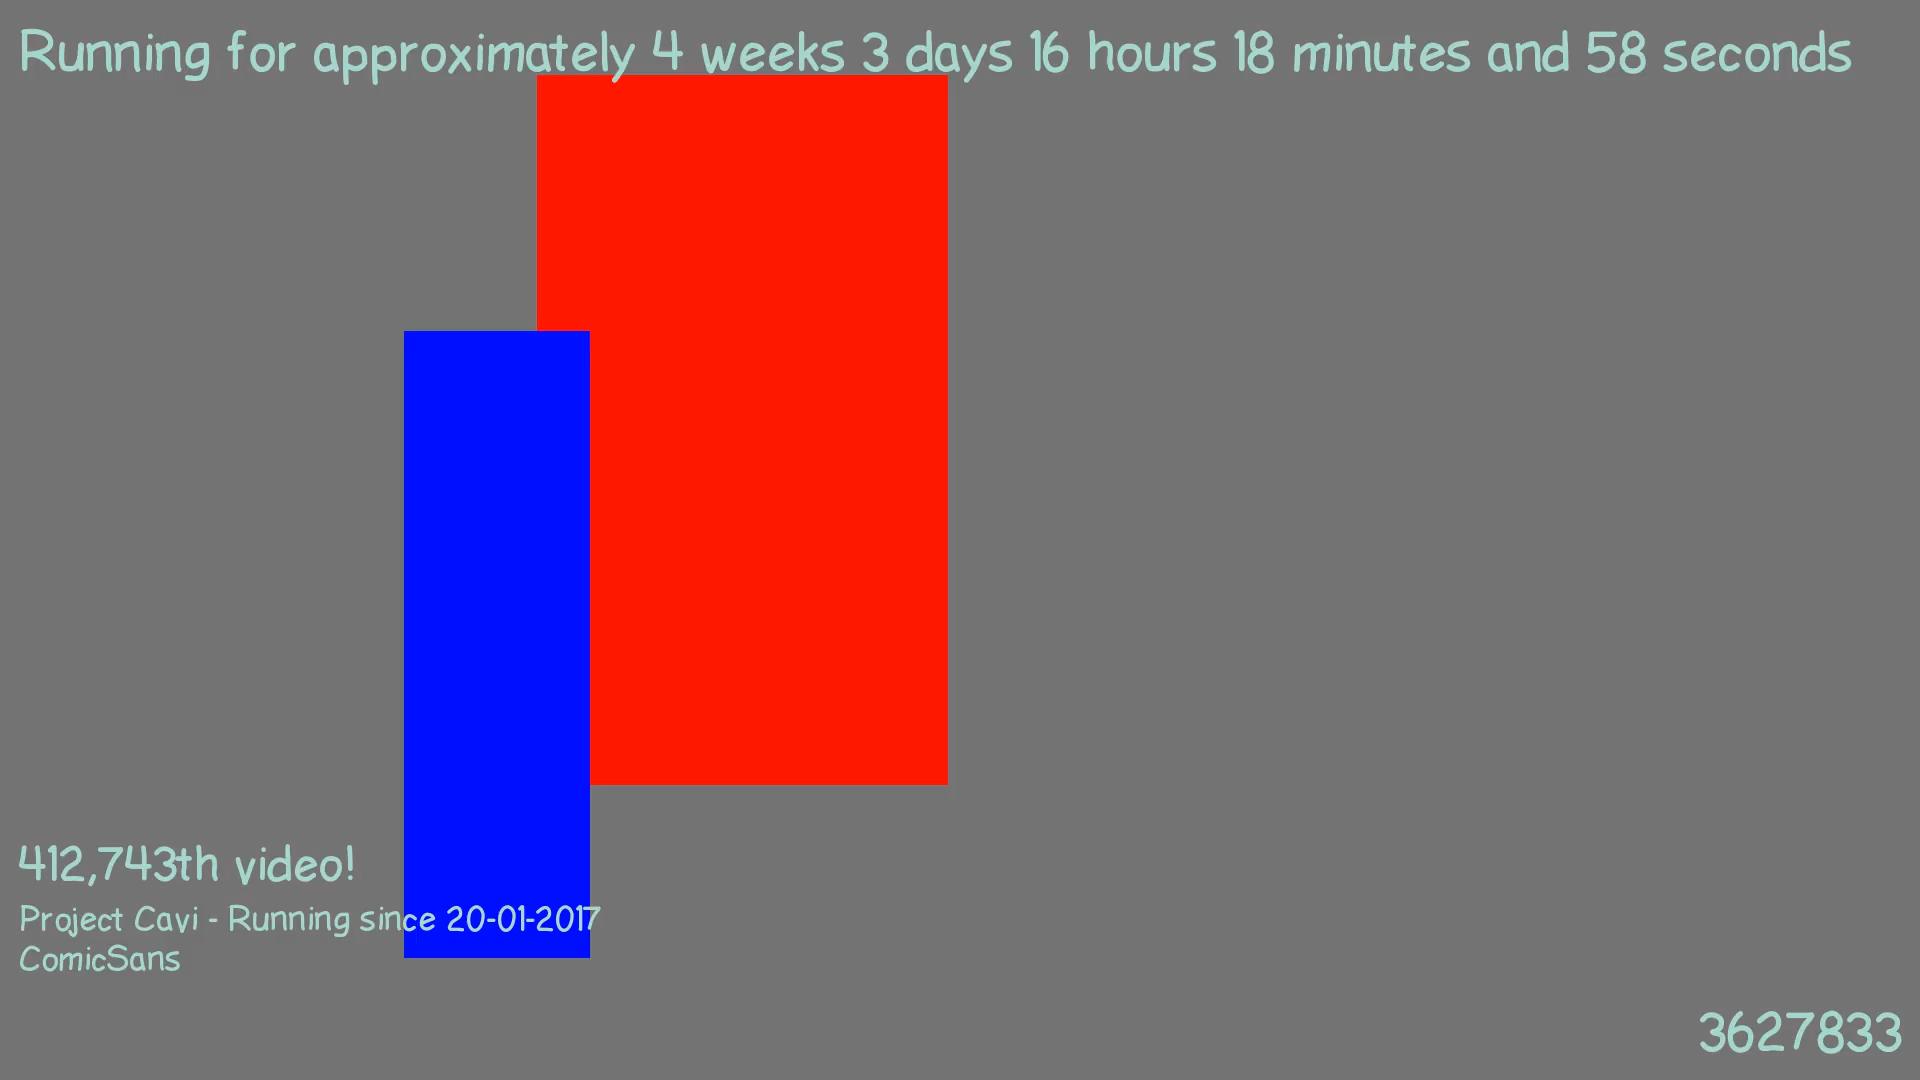 Running for approximately 4 weeks 3 days 16 hours 18 minutes and 58 seconds
412,743th video!
Project Cavi - Running since 20-01-2017
ComicSans
3627833